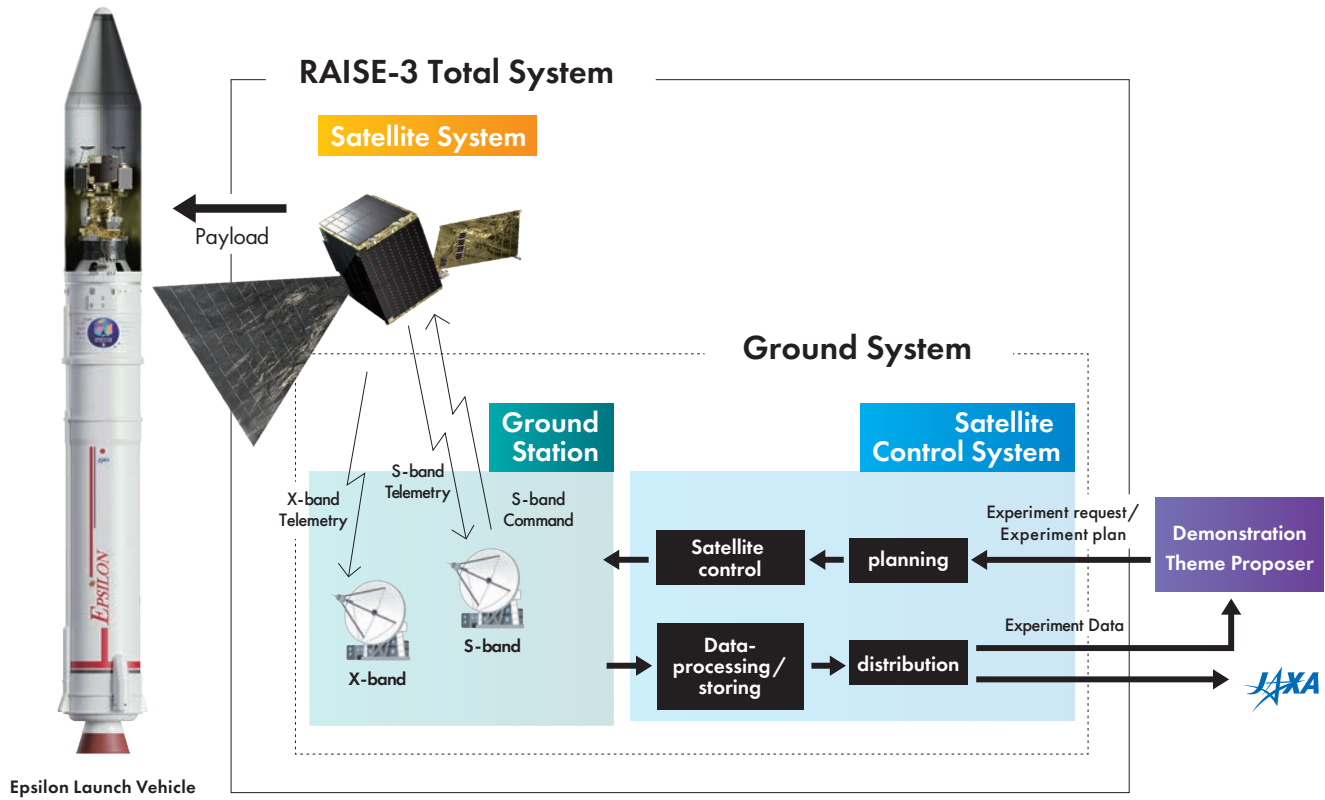 RAISE-3 Total System
Satellite System
Payload
Ground System
Ground
Station
Satellite
Control System
X-band
Telemetry
S-band
Telemetry
S-band
Command
Experiment request/
Experiment plan
Demonstration
Theme Proposer
Satellite
control
planning
X-band
S-band
Data-
processing/
storing
distribution
Experiment Data
JAXA
EPSILON
Epsilon Launch Vehicle